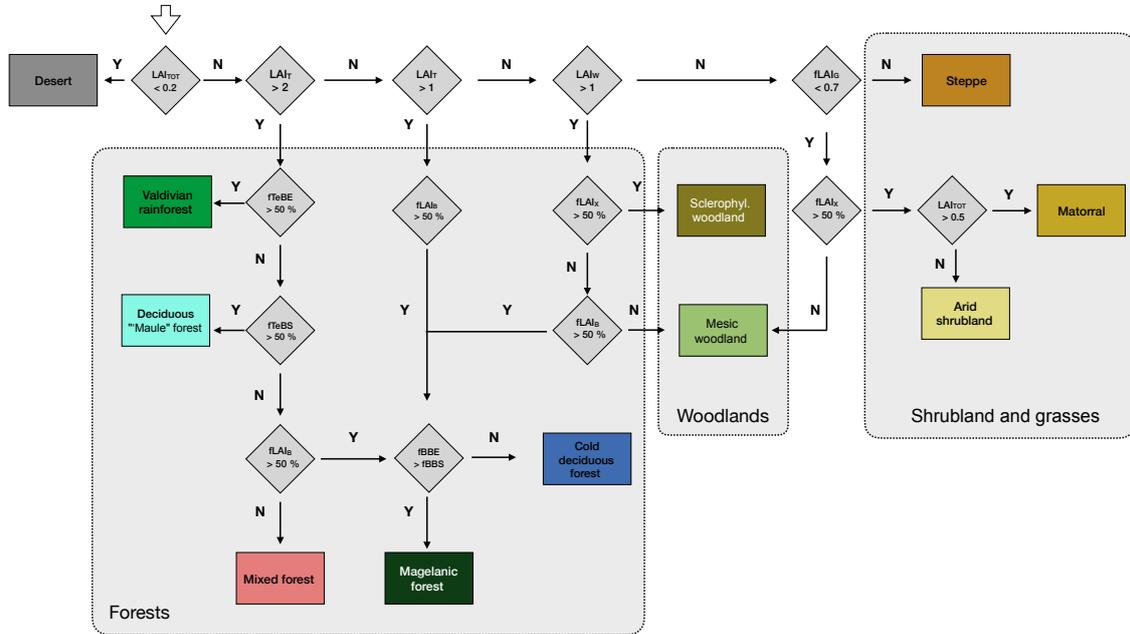 Desert
Y
LAITOT
< 0.2
N
LAIT
> 2
N
LAIT
> 1
N
LAIW
> 1
N
fLAIG
< 0.7
N
Steppe
Y
Y
Y
Y
Valdivian
rainforest
Y
fTeBE
> 50 %
fLAIB
> 50 %
fLAIX
> 50 %
Y
Sclerophyl.
woodland
fLAIX
> 50 %
Y
LAITOT
> 0.5
Y
Matorral
N
N
N
Deciduous
"“Maule” forest
Y
fTeBS
> 50 %
Y
Y
fLAIB
> 50 %
N
Mesic
woodland
N
Arid
shrubland
N
Woodlands
Shrubland and grasses
fLAIB
> 50 %
Y
fBBE
> fBBS
N
Cold
deciduous
forest
N
Y
Mixed forest
Magelanic
forest
Forests